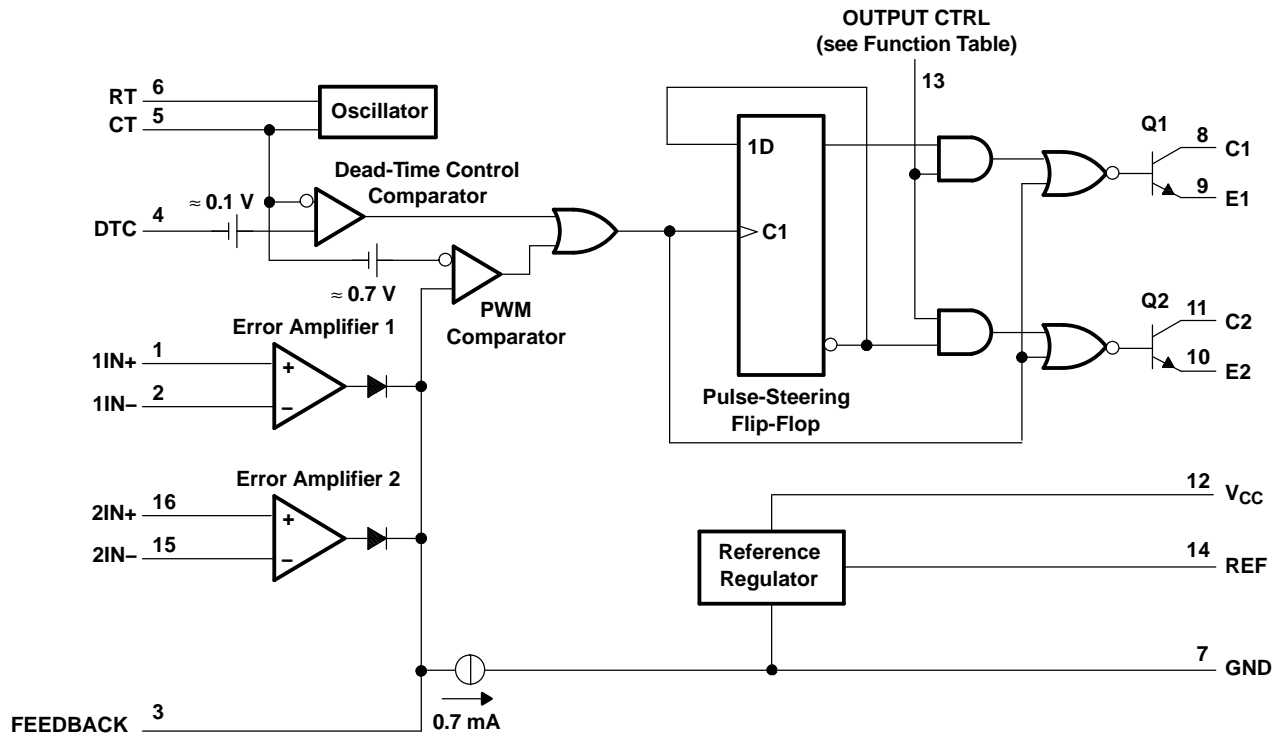 OUTPUT CTRL
(see Function Table)
13
RT 6
CT 5
Oscillator
Dead-Time Control
Comparator
≈ 0.1 V
DTC 4
≈ 0.7 V
PWM
Comparator
1D
C1
Pulse-Steering
Flip-Flop
Q1
8 C1
9 E1
Q2
11 C2
10 E2
Error Amplifier 1
1IN+ 1
1IN– 2
+
–
Error Amplifier 2
2IN+ 16
2IN– 15
+
–
12 VCC
Reference
Regulator
14 REF
7 GND
0.7 mA
FEEDBACK 3